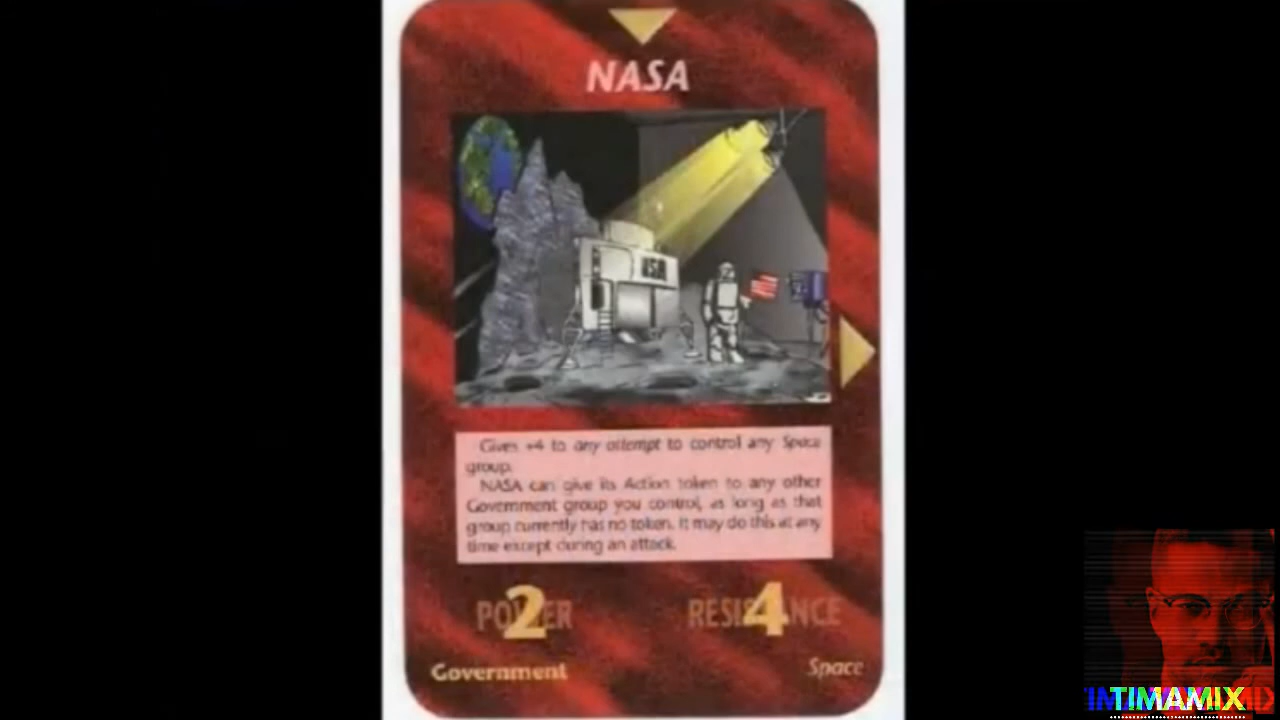 NASA
USA
Gives +4 to any attempt to control any Space
group.
NASA can give its Action token to any other
Government group you control, as long as that
group currently has no token. It may do this at any
time except during an attack.
POWER 2
RESISTANCE 4
Government
Space
TIMAMIX